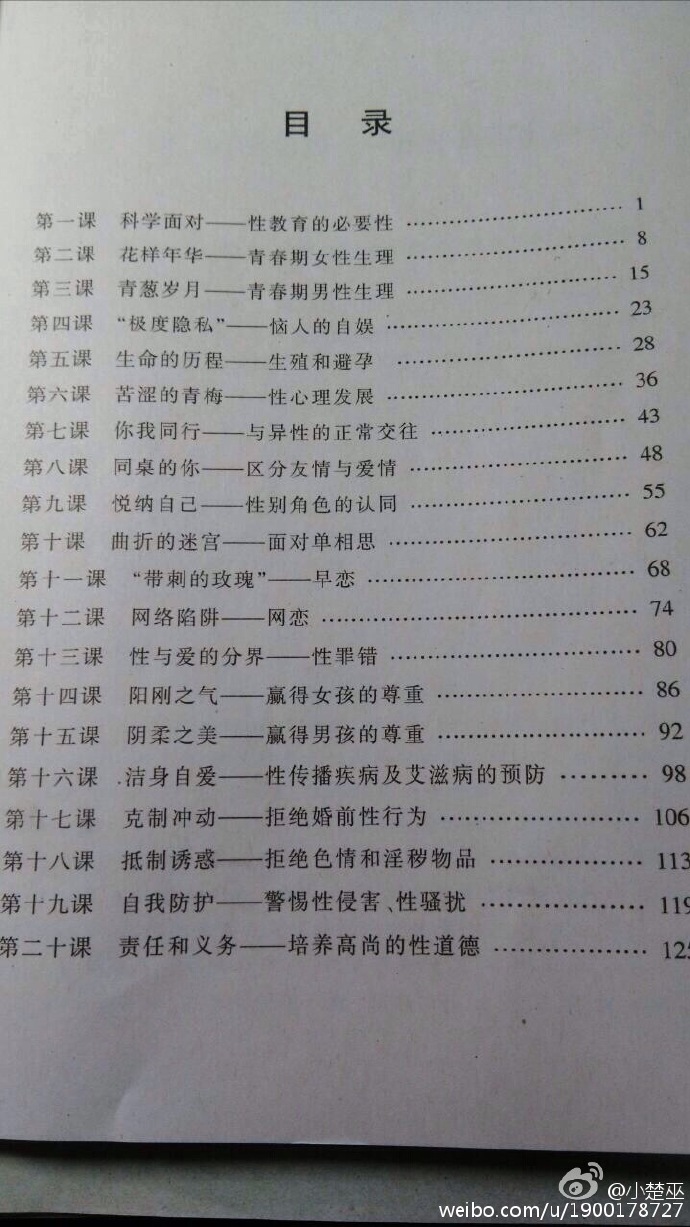 目 录
第一课 科学面对——性教育的必要性 …………………… 1
第二课 花样年华——青春期女性生理 …………………… 8
第三课 青葱岁月——青春期男性生理 …………………… 15
第四课 “极度隐私”——恼人的自娱 …………………… 23
第五课 生命的历程——生殖和避孕 …………………… 28
第六课 苦涩的青梅——性心理发展 …………………… 36
第七课 你我同行——与异性的正常交往 …………………… 43
第八课 同桌的你——区分友情与爱情 …………………… 48
第九课 悦纳自己——性别角色的认同 …………………… 55
第十课 曲折的迷宫——面对单相思 …………………… 62
第十一课 “带刺的玫瑰”——早恋 …………………… 68
第十二课 网络陷阱——网恋 …………………… 74
第十三课 性与爱的分界——性罪错 …………………… 80
第十四课 阳刚之气——赢得女孩的尊重 …………………… 86
第十五课 阴柔之美——赢得男孩的尊重 …………………… 92
第十六课 洁身自爱——性传播疾病及艾滋病的预防 ……… 98
第十七课 克制冲动——拒绝婚前性行为 …………………… 106
第十八课 抵制诱惑——拒绝色情和淫秽物品 ……………… 113
第十九课 自我防护——警惕性侵害、性骚扰 ……………… 119
第二十课 责任和义务——培养高尚的性道德 ……………… 125
@小楚巫
weibo.com/u/1900178727